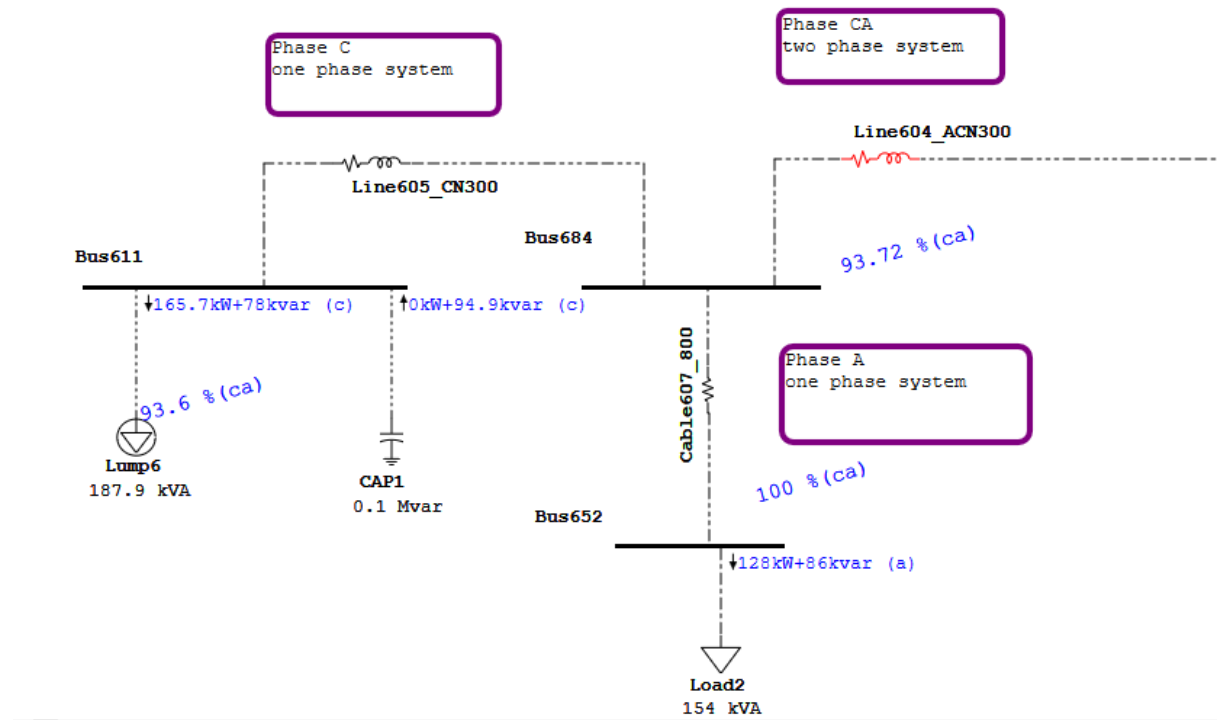 Phase C
one phase system
Phase CA
two phase system
Line604_ACN300
Line605_CN300
Bus684
Bus611
93.72 %(ca)
165.7kW+78kvar (c)
0kW+94.9kvar (c)
Cable607_800
Phase A
one phase system
93.6 %(ca)
Lump6
187.9 kVA
CAP1
0.1 Mvar
100 %(ca)
Bus652
128kW+86kvar (a)
Load2
154 kVA